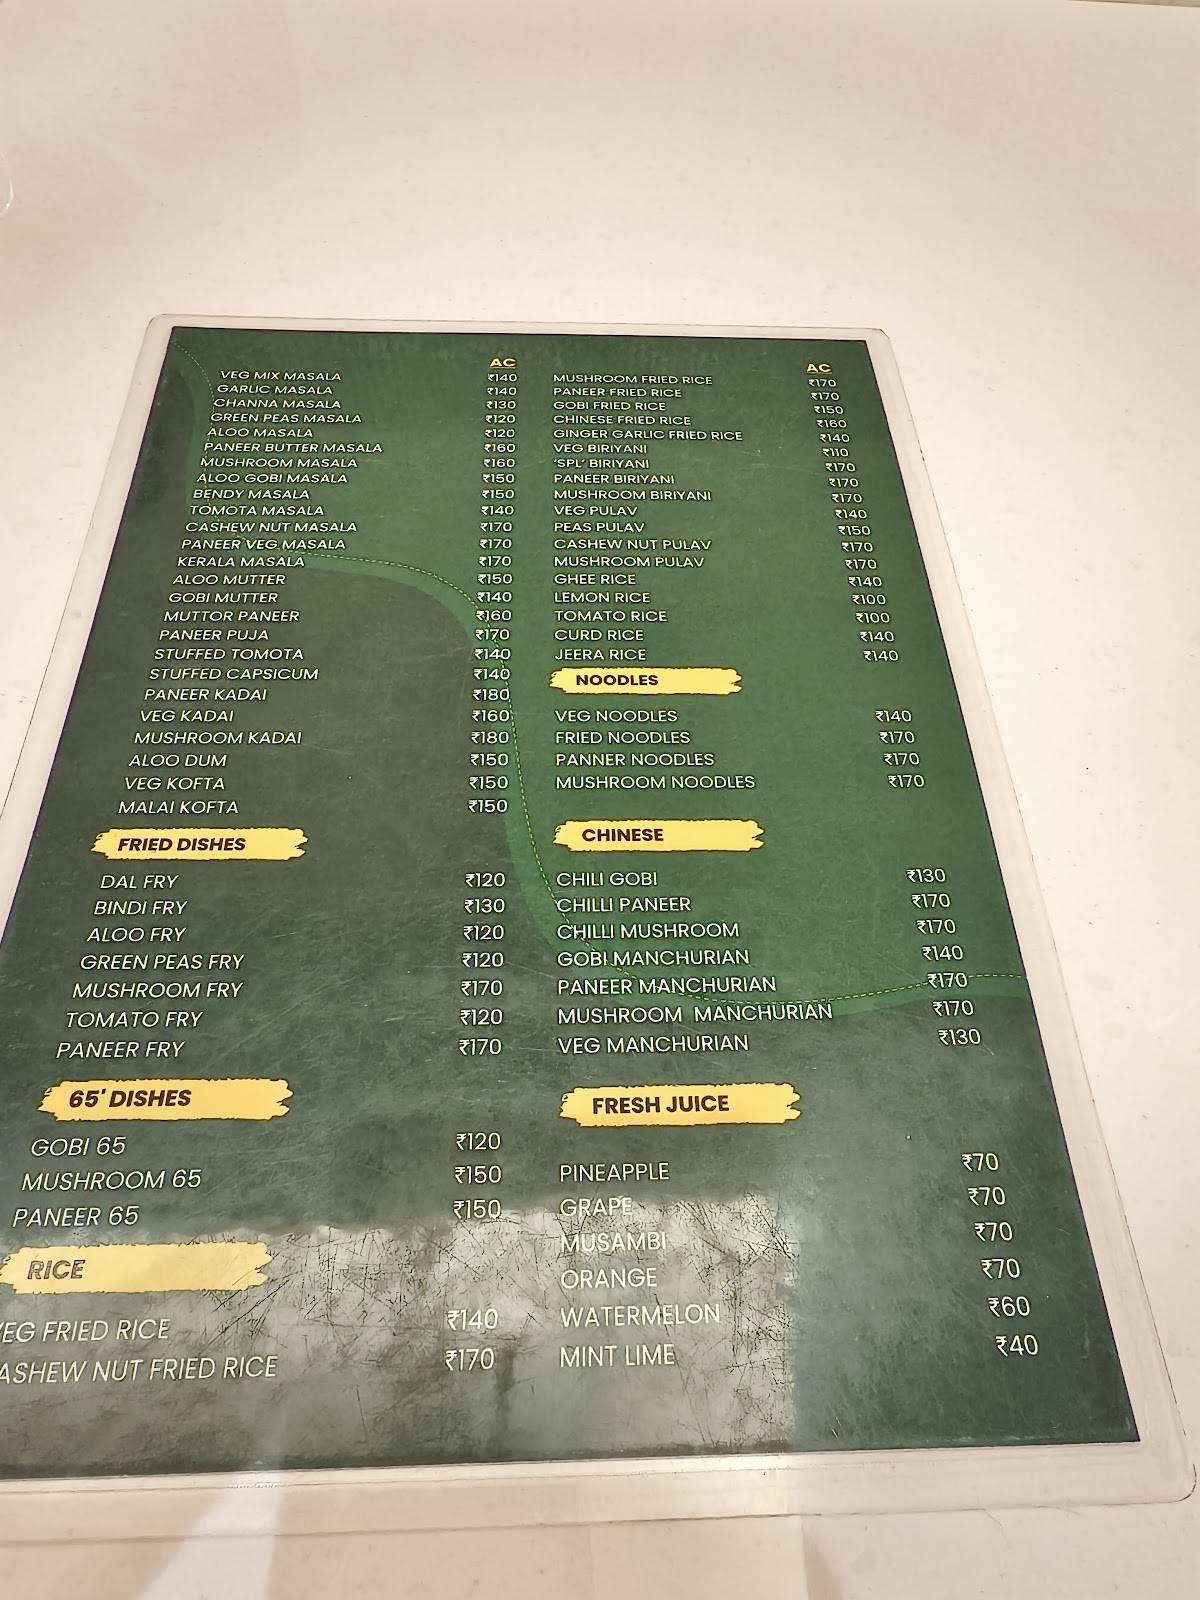 AC
VEG MIX MASALA ₹140
GARLIC MASALA ₹140
CHANNA MASALA ₹130
GREEN PEAS MASALA ₹120
ALOO MASALA ₹120
PANEER BUTTER MASALA ₹160
MUSHROOM MASALA ₹160
ALOO GOBI MASALA ₹150
BENDY MASALA ₹150
TOMOTA MASALA ₹140
CASHEW NUT MASALA ₹170
PANEER VEG MASALA ₹170
KERALA MASALA ₹170
ALOO MUTTER ₹150
GOBI MUTTER ₹140
MUTTOR PANEER ₹160
PANEER PUJA ₹170
STUFFED TOMOTA ₹140
STUFFED CAPSICUM ₹140
PANEER KADAI ₹180
VEG KADAI ₹160
MUSHROOM KADAI ₹180
ALOO DUM ₹150
VEG KOFTA ₹150
MALAI KOFTA ₹150
FRIED DISHES
DAL FRY ₹120
BINDI FRY ₹130
ALOO FRY ₹120
GREEN PEAS FRY ₹120
MUSHROOM FRY ₹170
TOMATO FRY ₹120
PANEER FRY ₹170
65' DISHES
GOBI 65 ₹120
MUSHROOM 65 ₹150
PANEER 65 ₹150
RICE
VEG FRIED RICE ₹140
ASHEW NUT FRIED RICE ₹170
AC
MUSHROOM FRIED RICE ₹170
PANEER FRIED RICE ₹170
GOBI FRIED RICE ₹150
CHINESE FRIED RICE ₹160
GINGER GARLIC FRIED RICE ₹140
VEG BIRIYANI ₹110
'SPL' BIRIYANI ₹170
PANEER BIRIYANI ₹170
MUSHROOM BIRIYANI ₹170
VEG PULAV ₹140
PEAS PULAV ₹150
CASHEW NUT PULAV ₹170
MUSHROOM PULAV ₹170
GHEE RICE ₹140
LEMON RICE ₹100
TOMATO RICE ₹100
CURD RICE ₹140
JEERA RICE ₹140
NOODLES
VEG NOODLES ₹140
FRIED NOODLES ₹170
PANNER NOODLES ₹170
MUSHROOM NOODLES ₹170
CHINESE
CHILI GOBI ₹130
CHILLI PANEER ₹170
CHILLI MUSHROOM ₹170
GOBI MANCHURIAN ₹140
PANEER MANCHURIAN ₹170
MUSHROOM MANCHURIAN ₹170
VEG MANCHURIAN ₹130
FRESH JUICE
PINEAPPLE ₹70
GRAPE ₹70
MUSAMBI ₹70
ORANGE ₹70
WATERMELON ₹60
MINT LIME ₹40